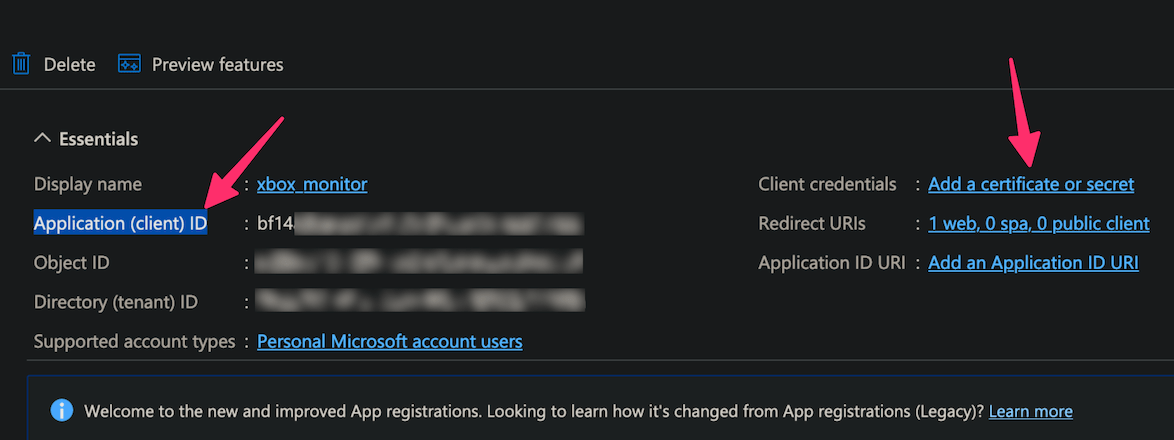 Delete Preview features
Essentials
Display name : xbox_monitor
Application (client) ID : bf14
Object ID :
Directory (tenant) ID :
Supported account types : Personal Microsoft account users
Client credentials : Add a certificate or secret
Redirect URIs : 1 web, 0 spa, 0 public client
Application ID URI : Add an Application ID URI
Welcome to the new and improved App registrations. Looking to learn how it's changed from App registrations (Legacy)? Learn more